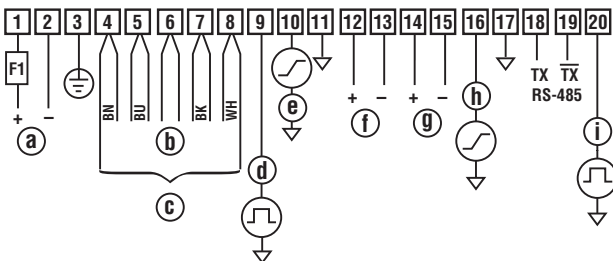 1 2 3 4 5 6 7 8 9 10 11 12 13 14 15 16 17 18 19 20
F1
BN BU BK WH
TX TX
RS-485
+ − + − + −
a b c d e f g h i